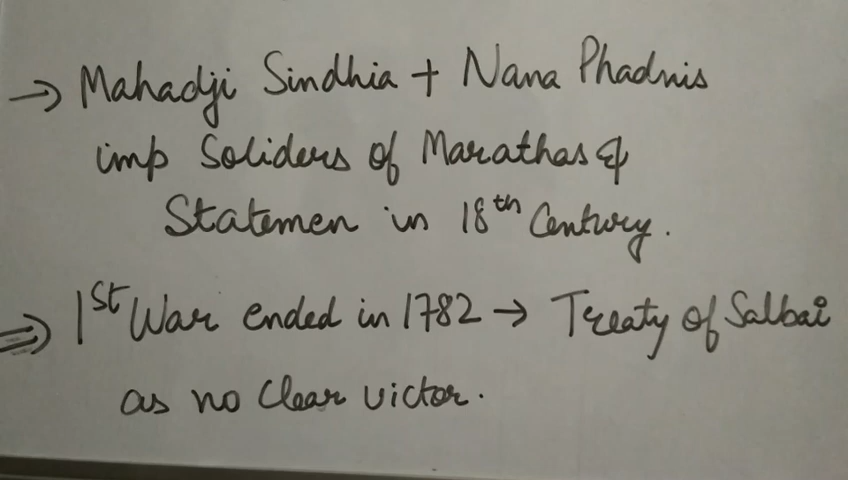 → Mahadji Sindhia + Nana Phadnis
imp Soliders of Marathas &
Statemen in 18th Century.
⇒ 1st War ended in 1782 → Treaty of Salbai
as no clear victor.